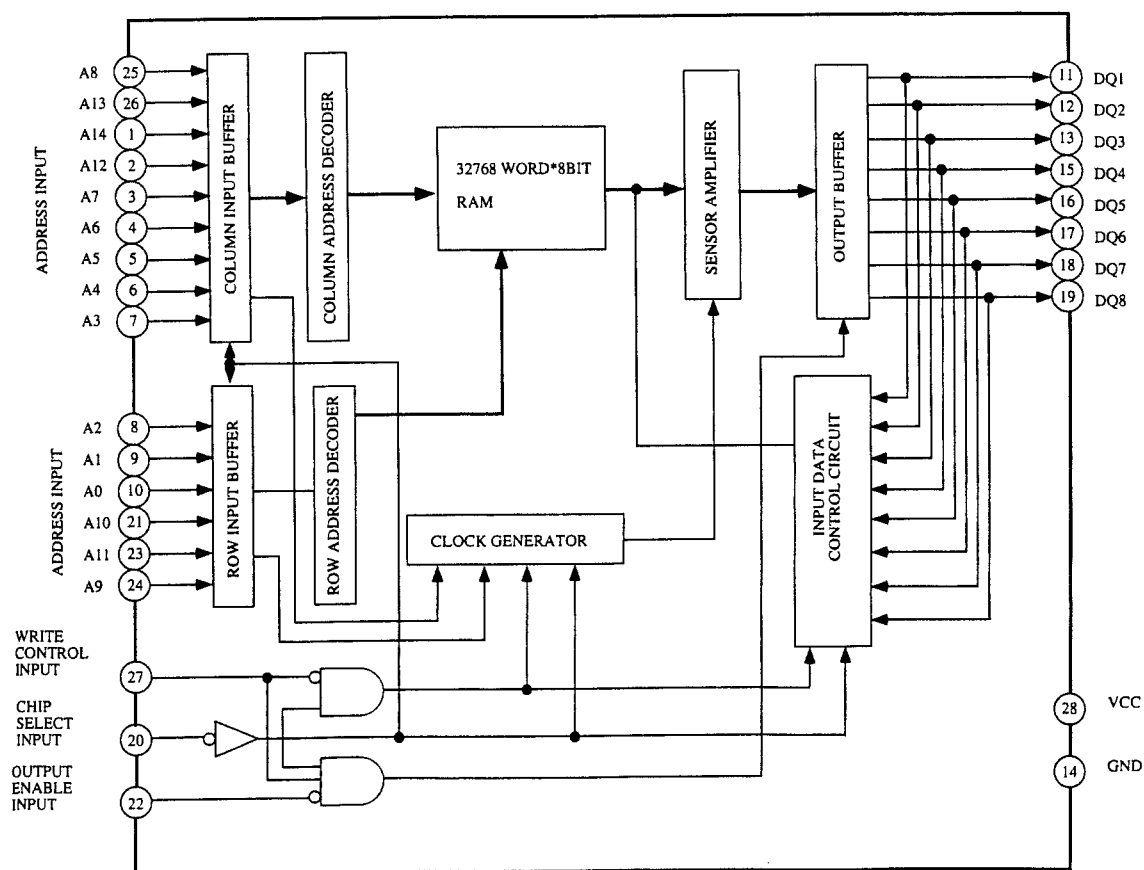 ADDRESS INPUT
A8 25
A13 26
A14 1
A12 2
A7 3
A6 4
A5 5
A4 6
A3 7
COLUMN INPUT BUFFER
COLUMN ADDRESS DECODER
32768 WORD*8BIT
RAM
SENSOR AMPLIFIER
OUTPUT BUFFER
11 DQ1
12 DQ2
13 DQ3
15 DQ4
16 DQ5
17 DQ6
18 DQ7
19 DQ8
ADDRESS INPUT
A2 8
A1 9
A0 10
A10 21
A11 23
A9 24
ROW INPUT BUFFER
ROW ADDRESS DECODER
CLOCK GENERATOR
INPUT DATA
CONTROL CIRCUIT
WRITE
CONTROL
INPUT
27
CHIP
SELECT
INPUT
20
OUTPUT
ENABLE
INPUT
22
28 VCC
14 GND